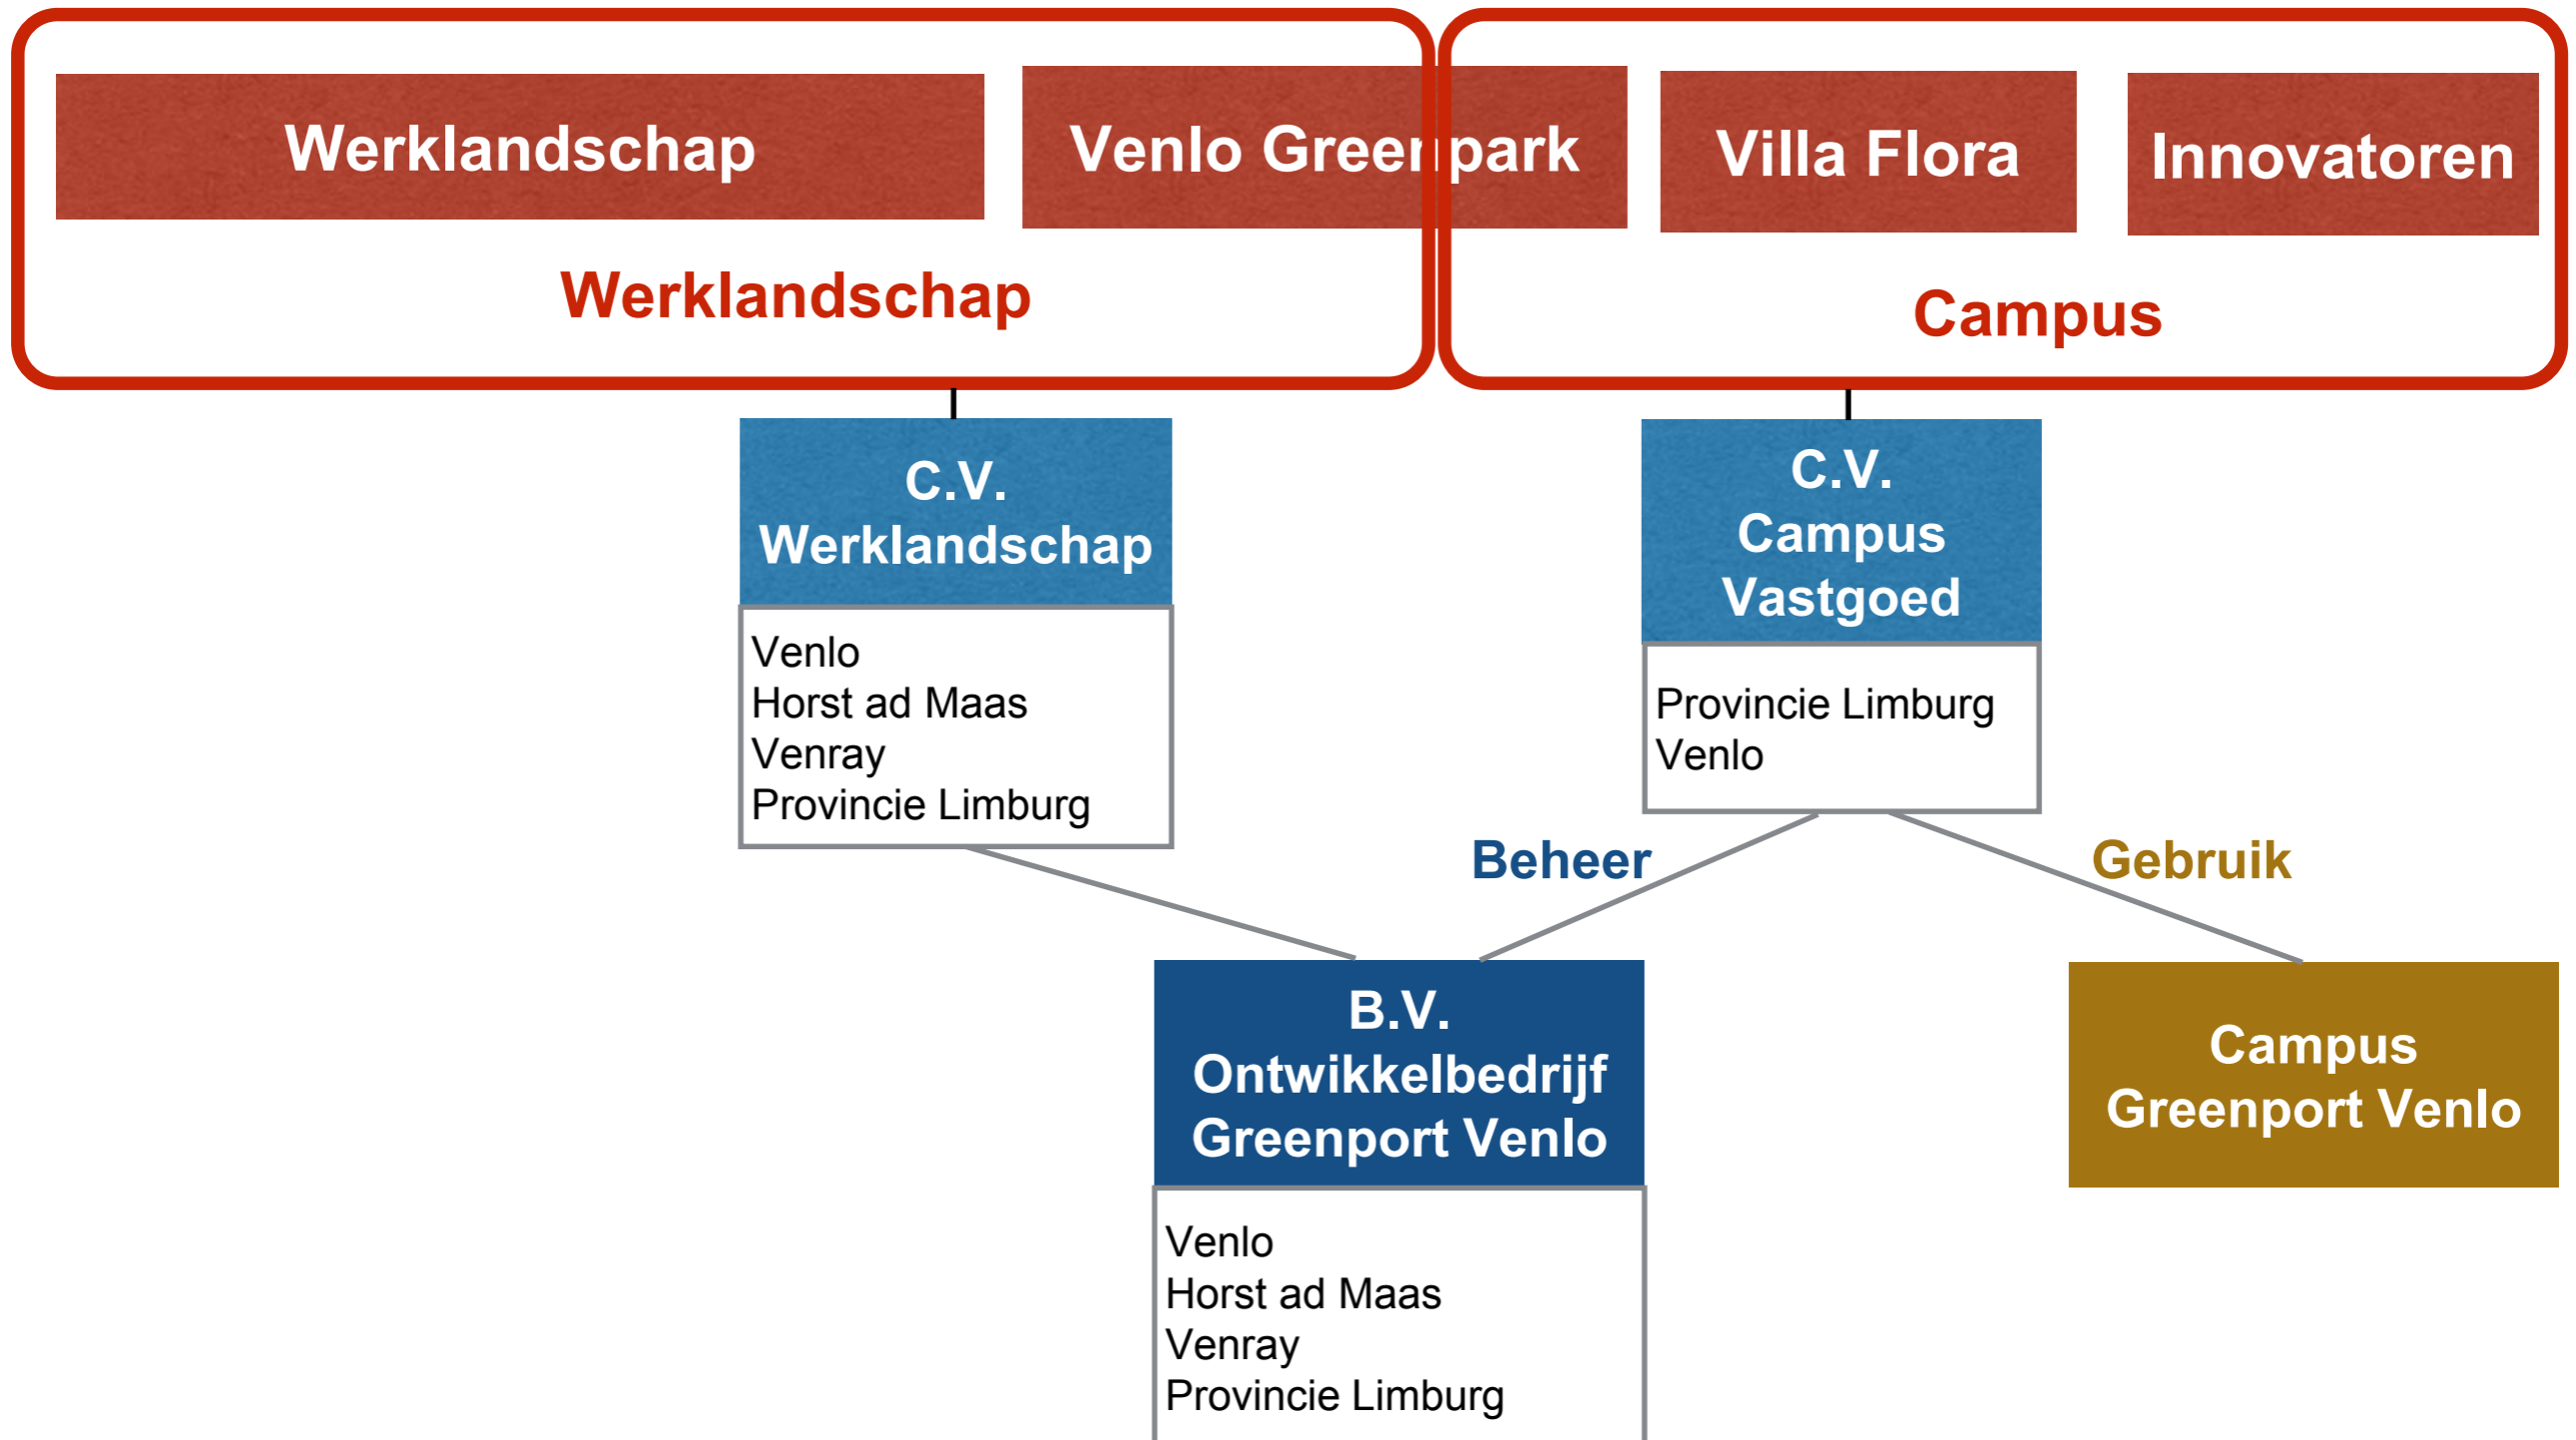 Werklandschap
Venlo Greenpark
Villa Flora
Innovatoren
Werklandschap
Campus
C.V.
Werklandschap
Venlo
Horst ad Maas
Venray
Provincie Limburg
C.V.
Campus
Vastgoed
Provincie Limburg
Venlo
Beheer
Gebruik
B.V.
Ontwikkelbedrijf
Greenport Venlo
Venlo
Horst ad Maas
Venray
Provincie Limburg
Campus
Greenport Venlo